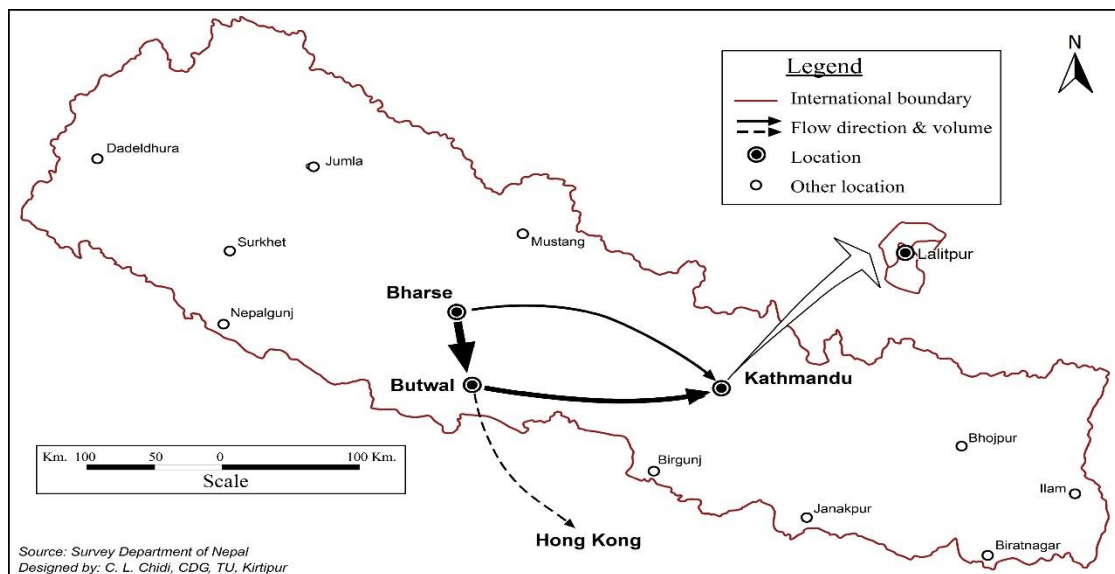 N
Legend
International boundary
Flow direction & volume
Location
Other location
Dadeldhura
Jumla
Surkhet
Mustang
Lalitpur
Bharse
Nepalgunj
Butwal
Kathmandu
Bhojpur
Birgunj
Ilam
Janakpur
Biratnagar
Hong Kong
Km. 100 50 0 100 Km.
Scale
Source: Survey Department of Nepal
Designed by: C. L. Chidi, CDG, TU, Kirtipur